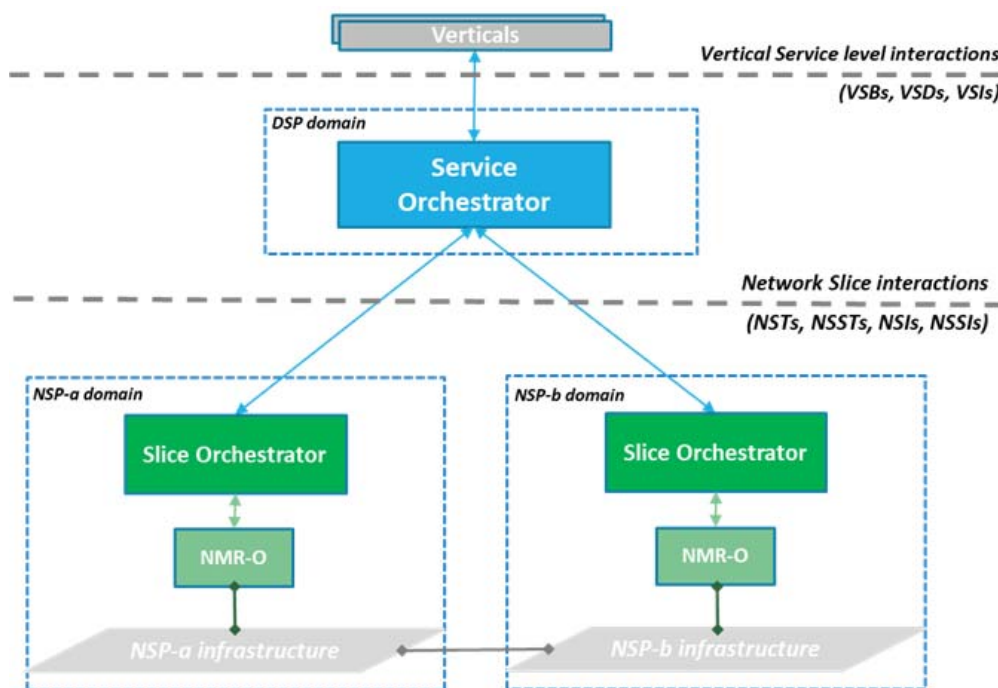 Verticals
Vertical Service level interactions
(VSBs, VSDs, VSIs)
DSP domain
Service
Orchestrator
Network Slice interactions
(NSTs, NSSTs, NSIs, NSSIs)
NSP-a domain
NSP-b domain
Slice Orchestrator
Slice Orchestrator
NMR-O
NMR-O
NSP-a infrastructure
NSP-b infrastructure